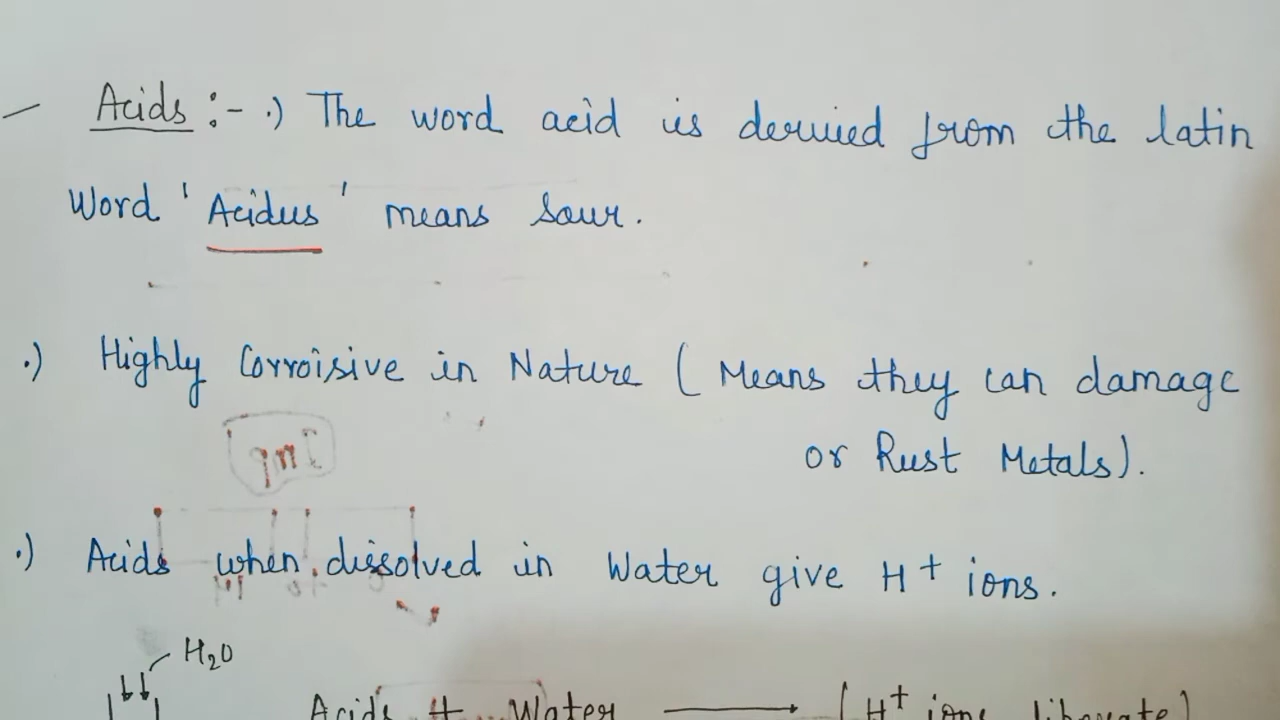 Acids :- ·) The word acid is derived from the latin
Word 'Acidus' means Sour.
·) Highly Corroisive in Nature ( Means they can damage
or Rust Metals).
·) Acids when dissolved in Water give H+ ions.
H₂O
Acids + Water ⟶ (H+ ions liberate)